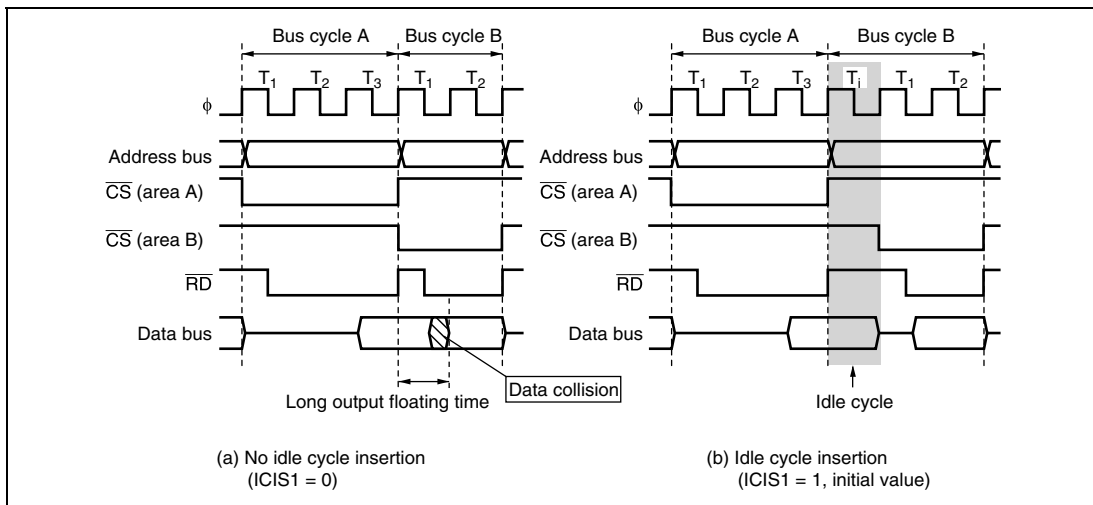 Bus cycle A
Bus cycle B
T1 T2 T3 T1 T2
φ
Address bus
CS (area A)
CS (area B)
RD
Data bus
Data collision
Long output floating time
(a) No idle cycle insertion
(ICIS1 = 0)
Bus cycle A
Bus cycle B
T1 T2 T3 Ti T1 T2
φ
Address bus
CS (area A)
CS (area B)
RD
Data bus
Idle cycle
(b) Idle cycle insertion
(ICIS1 = 1, initial value)